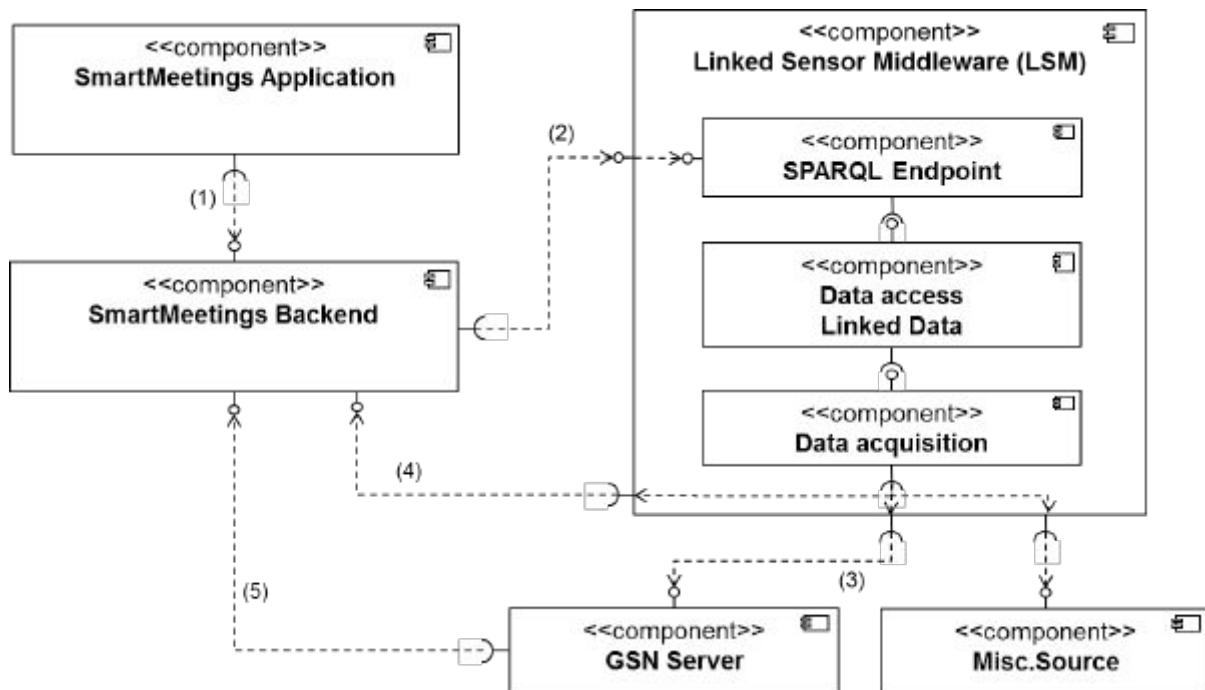 <<component>>
SmartMeetings Application
<<component>>
Linked Sensor Middleware (LSM)
(1)
(2)
<<component>>
SPARQL Endpoint
<<component>>
SmartMeetings Backend
<<component>>
Data access
Linked Data
<<component>>
Data acquisition
(4)
(5)
(3)
<<component>>
GSN Server
<<component>>
Misc.Source